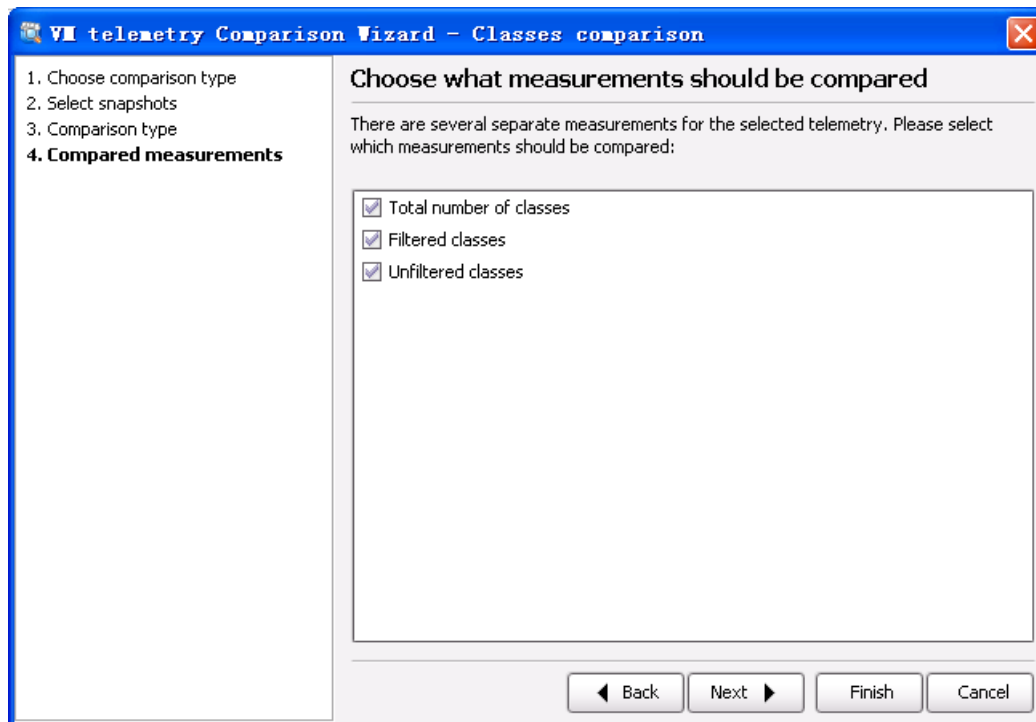 VM telemetry Comparison Wizard - Classes comparison
1. Choose comparison type
2. Select snapshots
3. Comparison type
4. Compared measurements
Choose what measurements should be compared
There are several separate measurements for the selected telemetry. Please select
which measurements should be compared:
Total number of classes
Filtered classes
Unfiltered classes
Back Next Finish Cancel